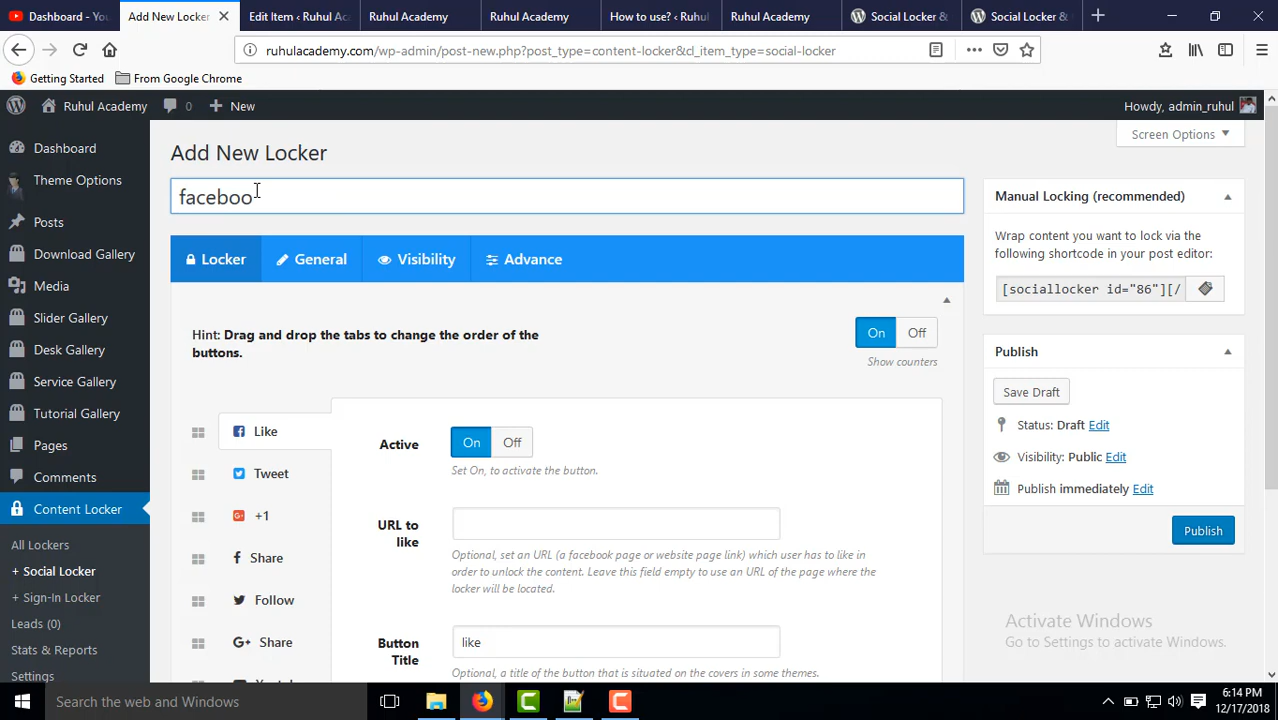 Dashboard - You
Add New Locker
Edit Item ‹ Ruhul Aca
Ruhul Academy
Ruhul Academy
How to use? ‹ Ruhul
Ruhul Academy
Social Locker &
Social Locker &
ruhulacademy.com/wp-admin/post-new.php?post_type=content-locker&cl_item_type=social-locker
Getting Started
From Google Chrome
Ruhul Academy
0
New
Howdy, admin_ruhul
Screen Options
Dashboard
Theme Options
Posts
Download Gallery
Media
Slider Gallery
Desk Gallery
Service Gallery
Tutorial Gallery
Pages
Comments
Content Locker
All Lockers
+ Social Locker
+ Sign-In Locker
Leads (0)
Stats & Reports
Settings
Add New Locker
faceboo
Locker
General
Visibility
Advance
Hint: Drag and drop the tabs to change the order of the
buttons.
On
Off
Show counters
Like
Tweet
+1
Share
Follow
Share
Active
On
Off
Set On, to activate the button.
URL to
like
Optional, set an URL (a facebook page or website page link) which user has to like in
order to unlock the content. Leave this field empty to use an URL of the page where the
locker will be located.
Button
Title
like
Optional, a title of the button that is situated on the covers in some themes.
Manual Locking (recommended)
Wrap content you want to lock via the
following shortcode in your post editor:
[sociallocker id="86"][/
Publish
Save Draft
Status: Draft Edit
Visibility: Public Edit
Publish immediately Edit
Publish
Activate Windows
Go to Settings to activate Windows.
Search the web and Windows
6:14 PM
12/17/2018